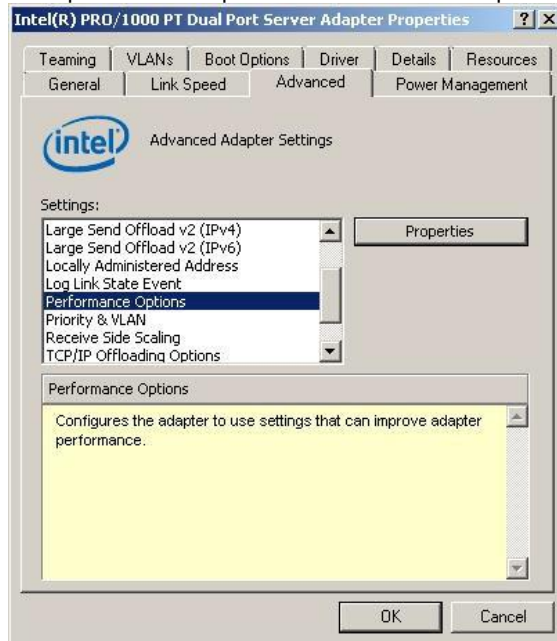 Intel(R) PRO/1000 PT Dual Port Server Adapter Properties
Teaming VLANs Boot Options Driver Details Resources
General Link Speed Advanced Power Management
intel Advanced Adapter Settings
Settings:
Large Send Offload v2 (IPv4)
Properties
Large Send Offload v2 (IPv6)
Locally Administered Address
Log Link State Event
Performance Options
Priority & VLAN
Receive Side Scaling
TCP/IP Offloading Options
Performance Options
Configures the adapter to use settings that can improve adapter
performance.
OK Cancel